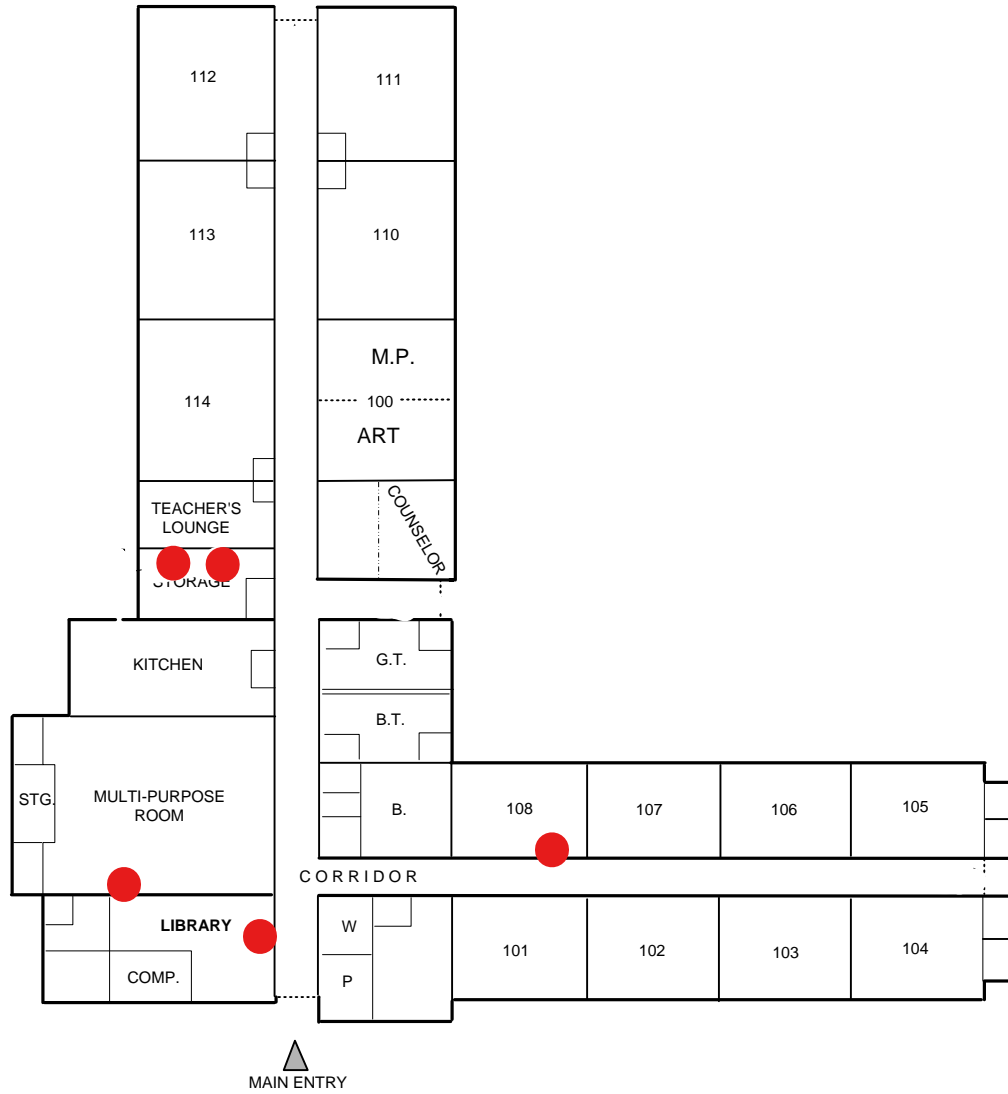 112
111
113
110
M.P.
100
ART
114
COUNSELOR
TEACHER'S
LOUNGE
STORAGE
KITCHEN
G.T.
B.T.
STG.
MULTI-PURPOSE
ROOM
B.
108
107
106
105
CORRIDOR
LIBRARY
COMP.
W
P
101
102
103
104
MAIN ENTRY